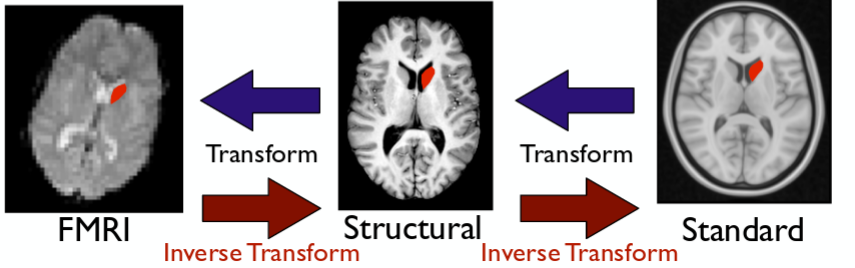 Transform
Transform
FMRI
Structural
Standard
Inverse Transform
Inverse Transform